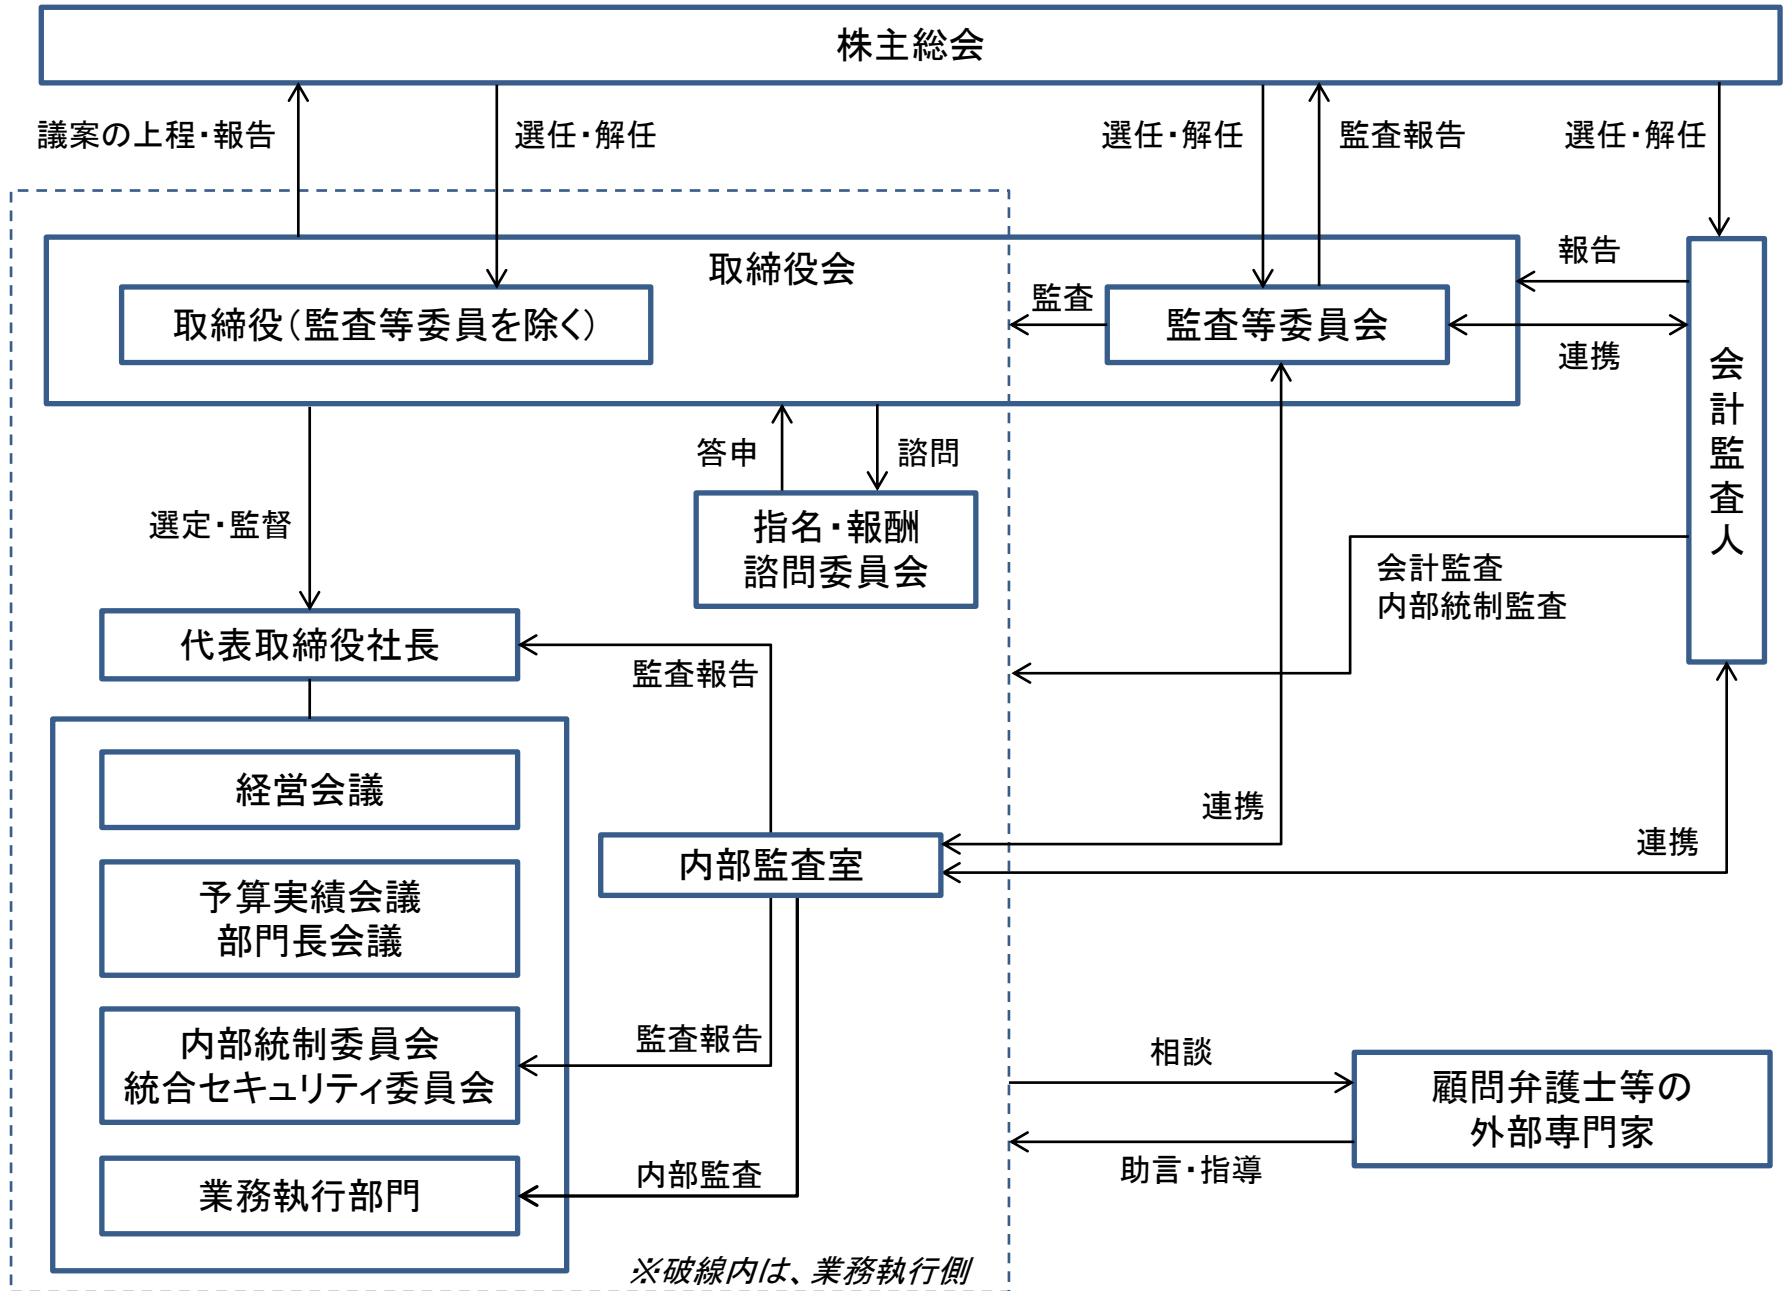 株主総会
議案の上程・報告
選任・解任
選任・解任
監査報告
選任・解任
取締役会
報告
取締役(監査等委員を除く)
監査
監査等委員会
連携
会計監査人
答申
諮問
選定・監督
指名・報酬
諮問委員会
会計監査
内部統制監査
代表取締役社長
監査報告
経営会議
連携
連携
内部監査室
予算実績会議
部門長会議
内部統制委員会
統合セキュリティ委員会
監査報告
相談
顧問弁護士等の
外部専門家
助言・指導
内部監査
業務執行部門
※破線内は、業務執行側